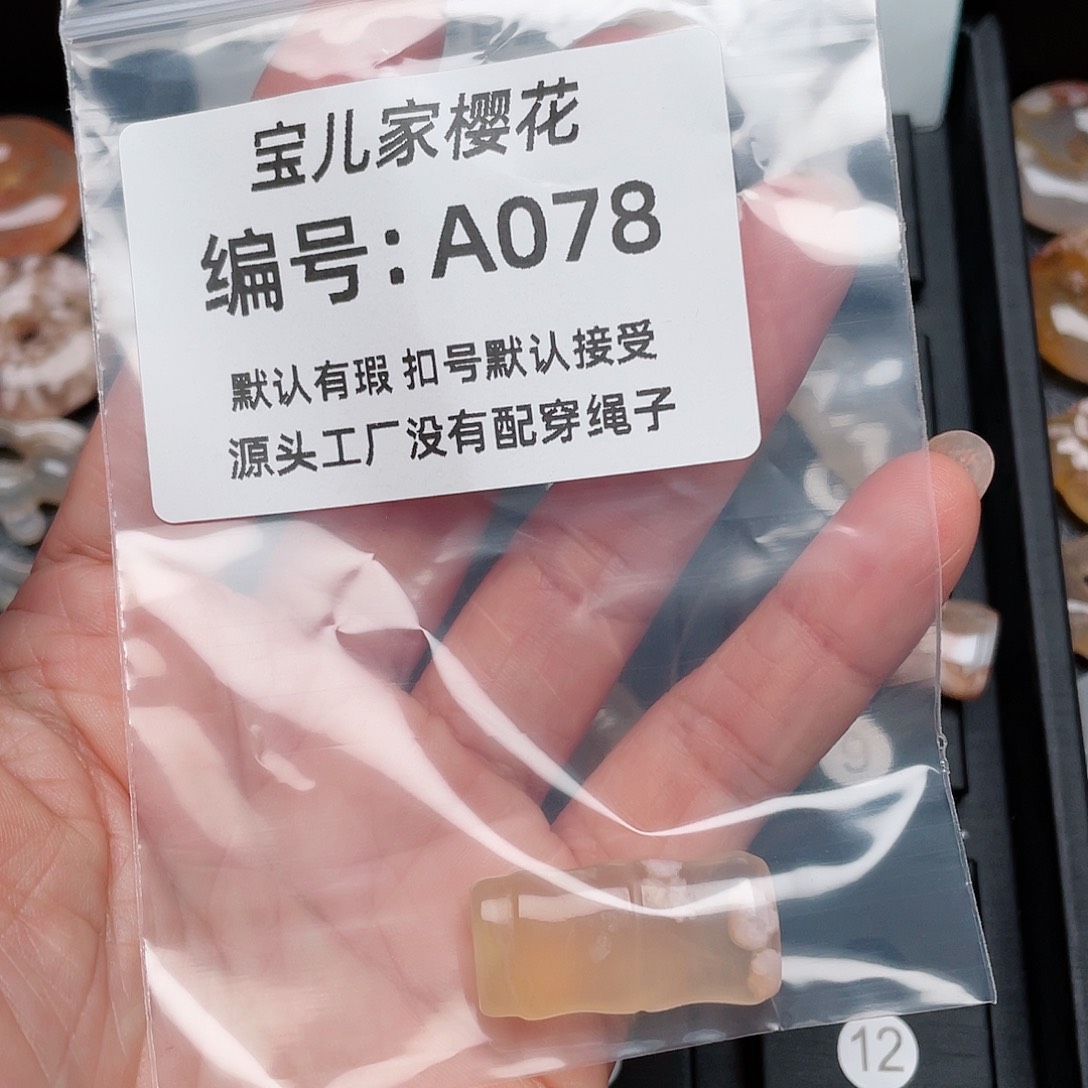 宝儿家樱花
编号：A078
默认有瑕 扣号默认接受
源头工厂没有配穿绳子
9
12